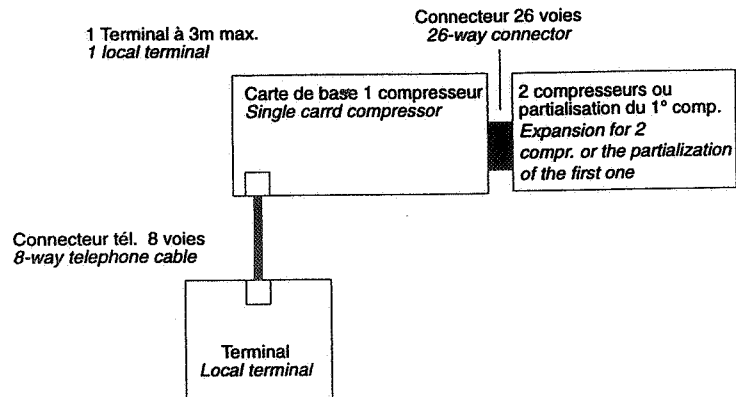 1 Terminal à 3m max.
1 local terminal
Connecteur 26 voies
26-way connector
Carte de base 1 compresseur
Single carrd compressor
2 compresseurs ou
partialisation du 1° comp.
Expansion for 2
compr. or the partialization
of the first one
Connecteur tél. 8 voies
8-way telephone cable
Terminal
Local terminal